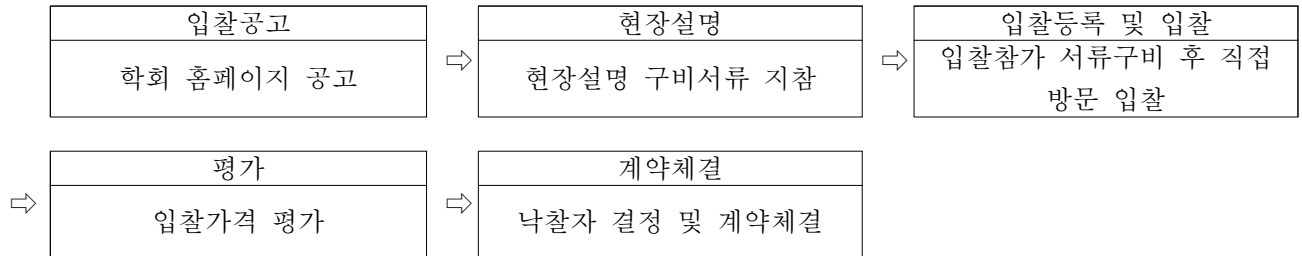 입찰공고
학회 홈페이지 공고
⇨
현장설명
현장설명 구비서류 지참
⇨
입찰등록 및 입찰
입찰참가 서류구비 후 직접
방문 입찰
⇨
평가
입찰가격 평가
⇨
계약체결
낙찰자 결정 및 계약체결